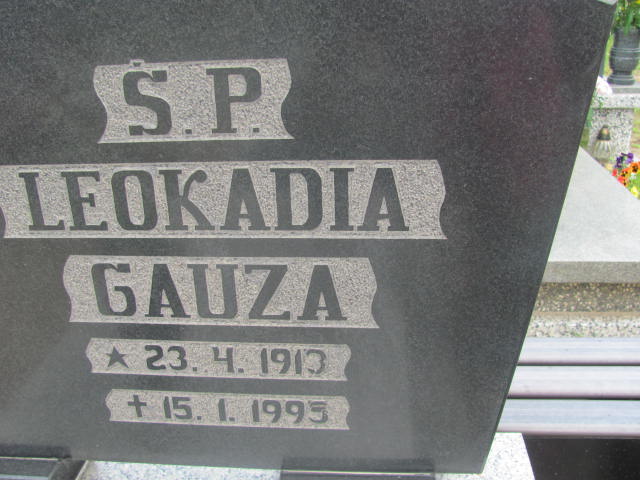 Ś.P.
LEOKADIA
GAUZA
★ 23. 4. 1913
✝ 15. 1. 1995